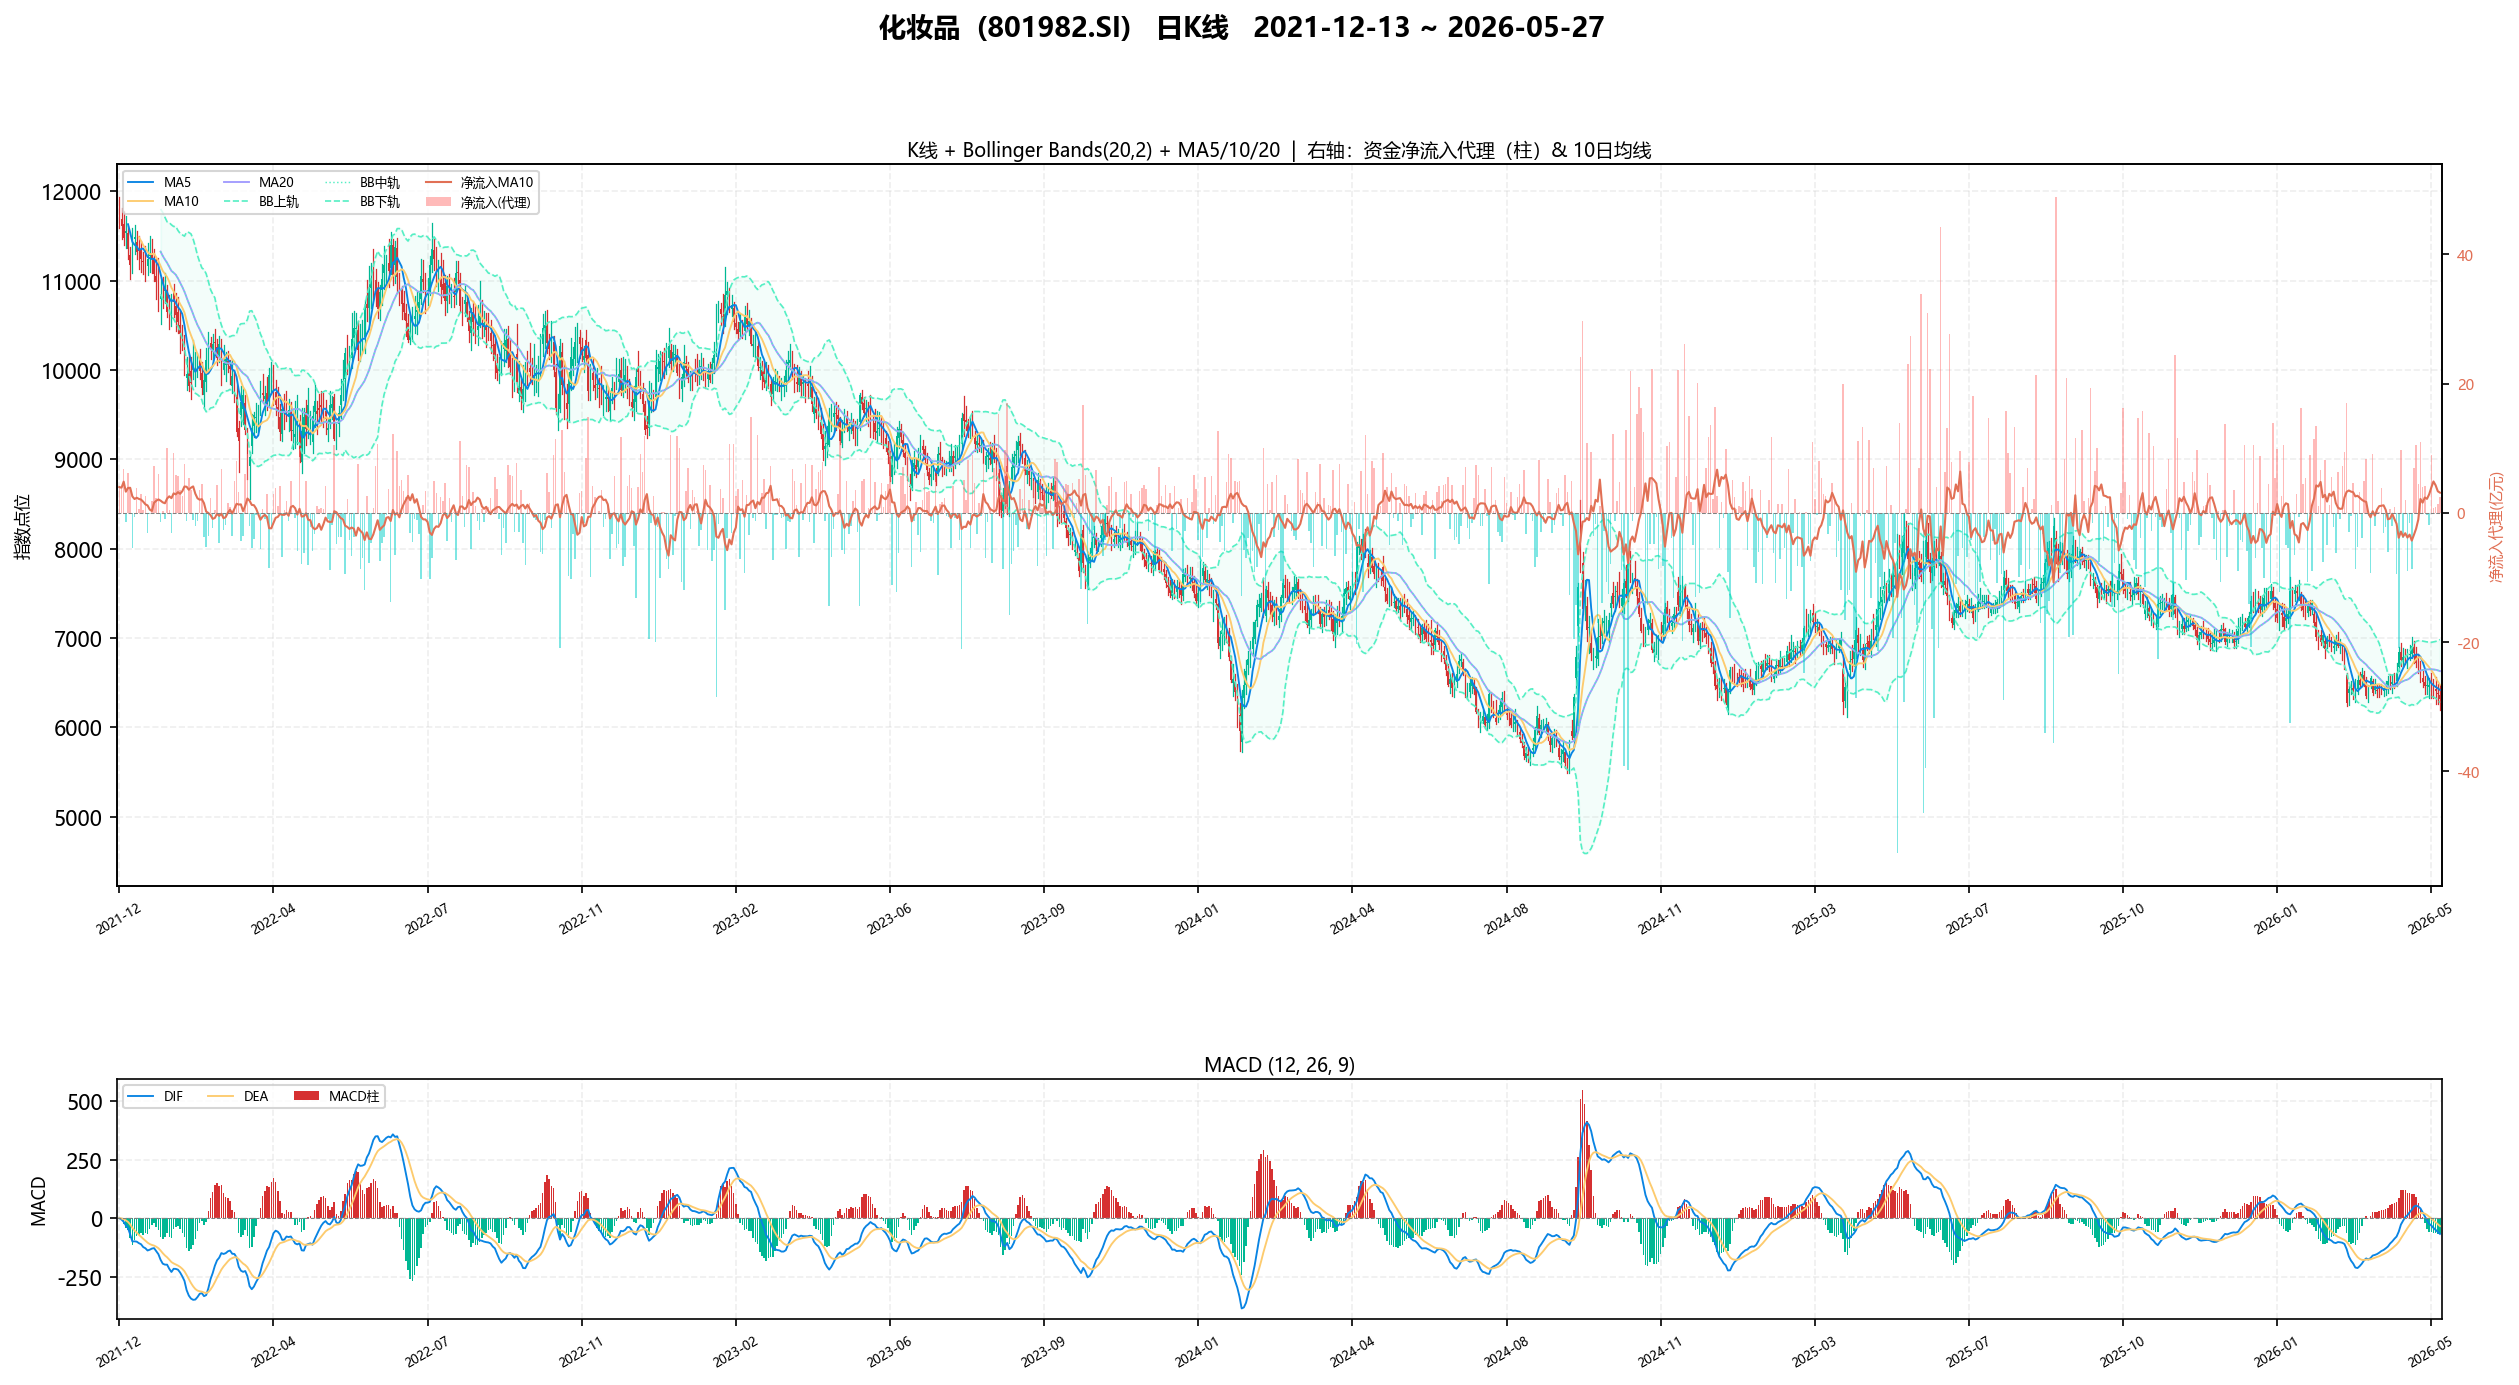 化妆品  (801982.SI)   日K线   2021-12-13 ~ 2026-05-27
K线 + Bollinger Bands(20,2) + MA5/10/20  |  右轴：资金净流入代理（柱）& 10日均线
MA5
MA10
MA20
BB上轨
BB中轨
BB下轨
净流入MA10
净流入(代理)
指数点位
12000
11000
10000
9000
8000
7000
6000
5000
净流入代理(亿元)
40
20
0
-20
-40
2021-12
2022-04
2022-07
2022-11
2023-02
2023-06
2023-09
2024-01
2024-04
2024-08
2024-11
2025-03
2025-07
2025-10
2026-01
2026-05
MACD (12, 26, 9)
DIF
DEA
MACD柱
MACD
500
250
0
-250
2021-12
2022-04
2022-07
2022-11
2023-02
2023-06
2023-09
2024-01
2024-04
2024-08
2024-11
2025-03
2025-07
2025-10
2026-01
2026-05